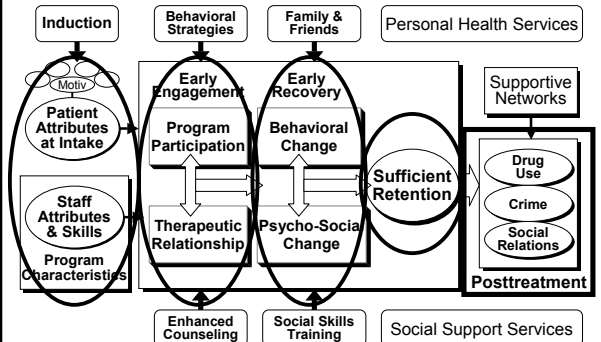 Induction
Behavioral
Strategies
Family &
Friends
Personal Health Services
Motiv
Patient
Attributes
at Intake
Staff
Attributes
& Skills
Program
Characteristics
Early
Engagement
Program
Participation
Therapeutic
Relationship
Early
Recovery
Behavioral
Change
Psycho-Social
Change
Sufficient
Retention
Supportive
Networks
Drug
Use
Crime
Social
Relations
Posttreatment
Enhanced
Counseling
Social Skills
Training
Social Support Services